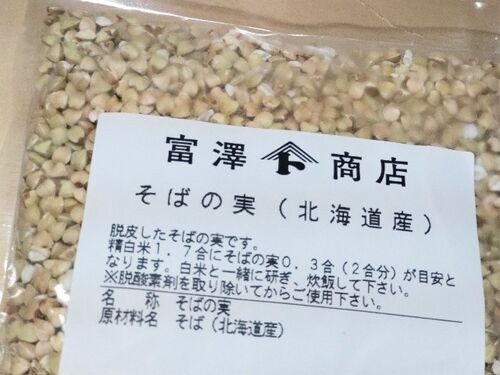 富澤商店
そばの実(北海道産)
脱皮したそばの実です。
精白米1.7合にそばの実0.3合(2合分)が目安と
なります。白米と一緒に研ぎ、炊飯して下さい。
※脱酸素剤を取り除いてからご使用下さい。
名 称 そばの実
原材料名 そば(北海道産)